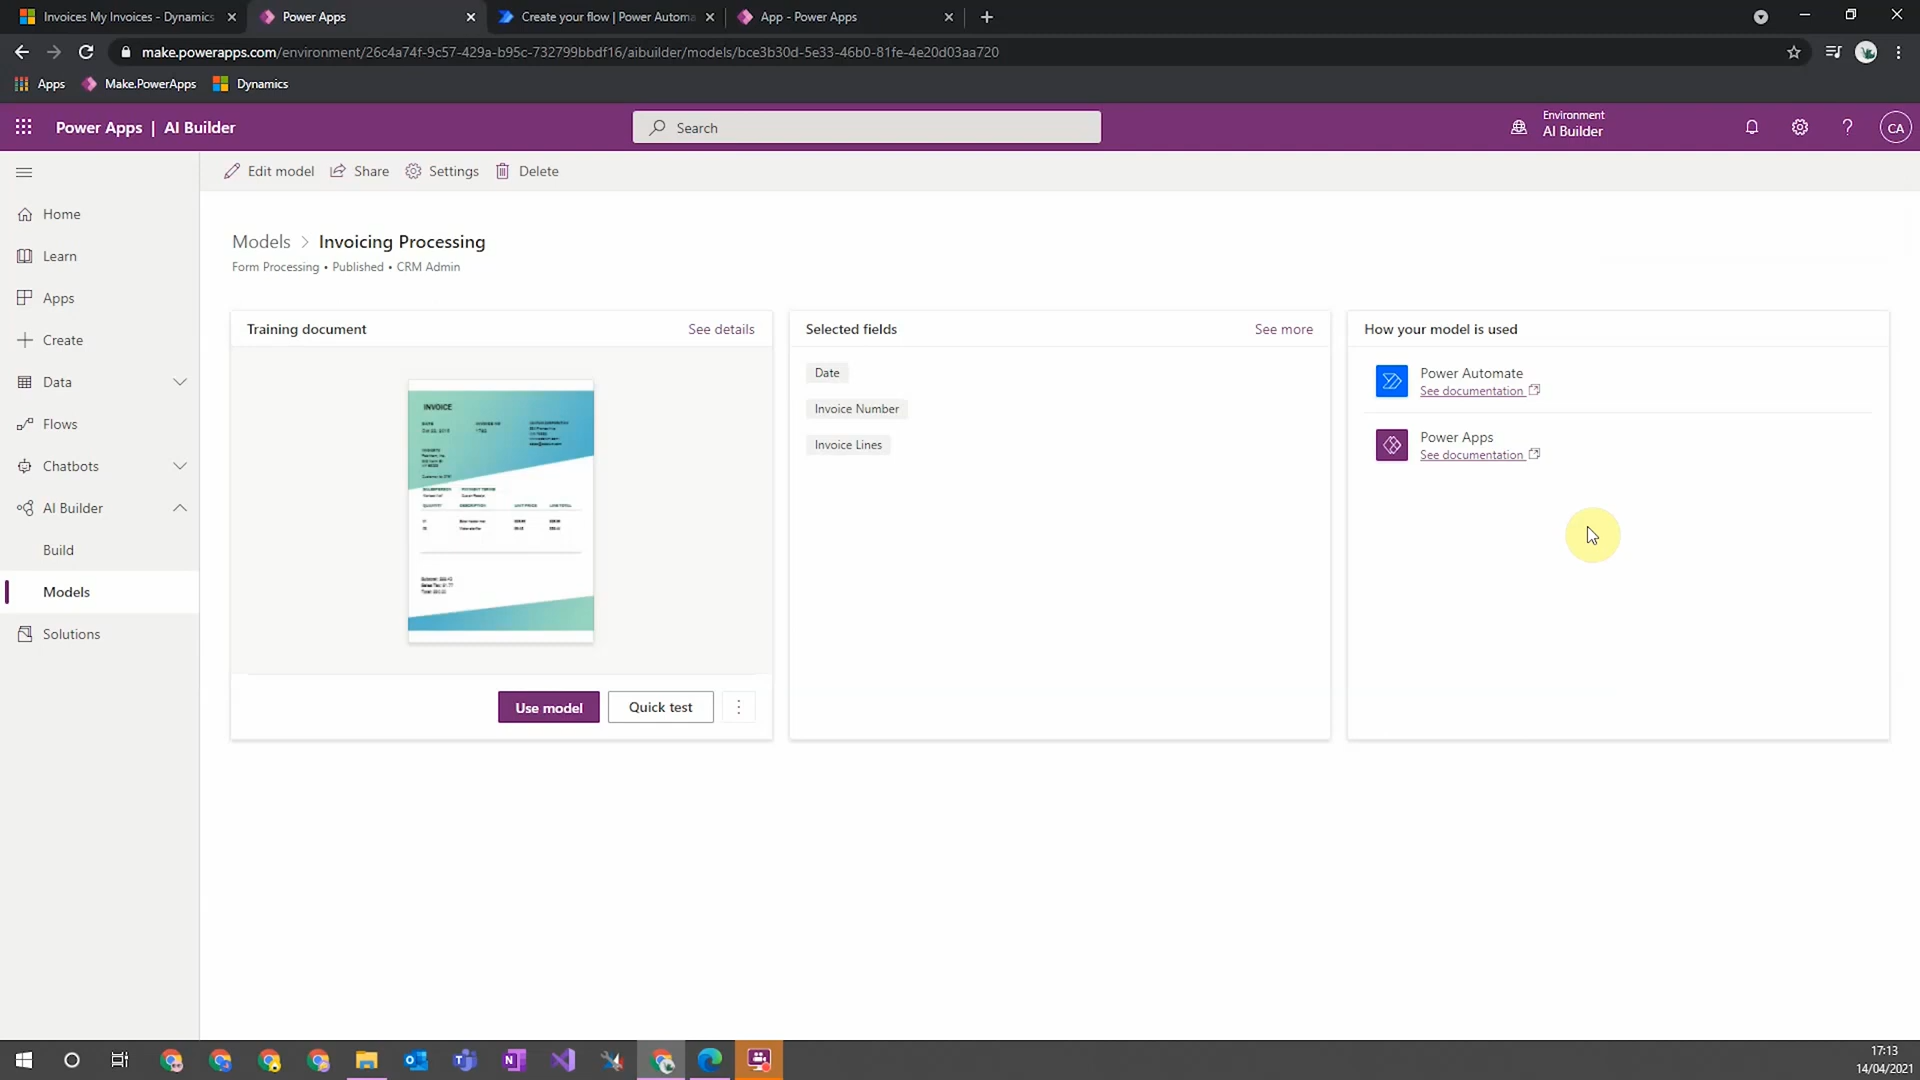 Invoices My Invoices - Dynamics
Power Apps
Create your flow | Power Automa
App - Power Apps
make.powerapps.com/environment/26c4a74f-9c57-429a-b95c-732799bbdf16/aibuilder/models/bce3b30d-5e33-46b0-81fe-4e20d03aa720
Apps
Make.PowerApps
Dynamics
Power Apps | AI Builder
Search
Environment
AI Builder
CA
Edit model
Share
Settings
Delete
Home
Learn
Apps
Create
Data
Flows
Chatbots
AI Builder
Build
Models
Solutions
Models > Invoicing Processing
Form Processing • Published • CRM Admin
Training document
See details
INVOICE
Use model
Quick test
Selected fields
See more
Date
Invoice Number
Invoice Lines
How your model is used
Power Automate
See documentation
Power Apps
See documentation
17:13
14/04/2021